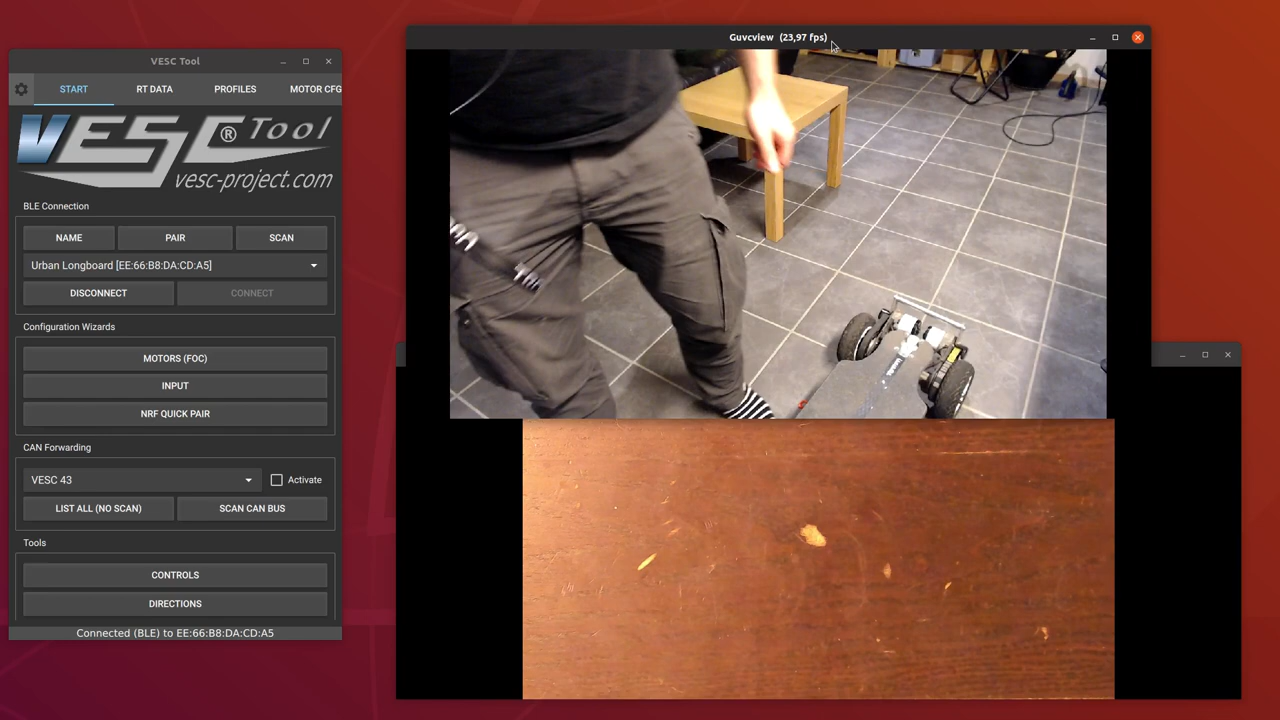 VESC Tool
START RT DATA PROFILES MOTOR CFG
VESC® Tool
vesc-project.com
BLE Connection
NAME PAIR SCAN
Urban Longboard [EE:66:B8:DA:CD:A5]
DISCONNECT CONNECT
Configuration Wizards
MOTORS (FOC)
INPUT
NRF QUICK PAIR
CAN Forwarding
VESC 43 Activate
LIST ALL (NO SCAN) SCAN CAN BUS
Tools
CONTROLS
DIRECTIONS
Connected (BLE) to EE:66:B8:DA:CD:A5
Guvcview (23,97 fps)